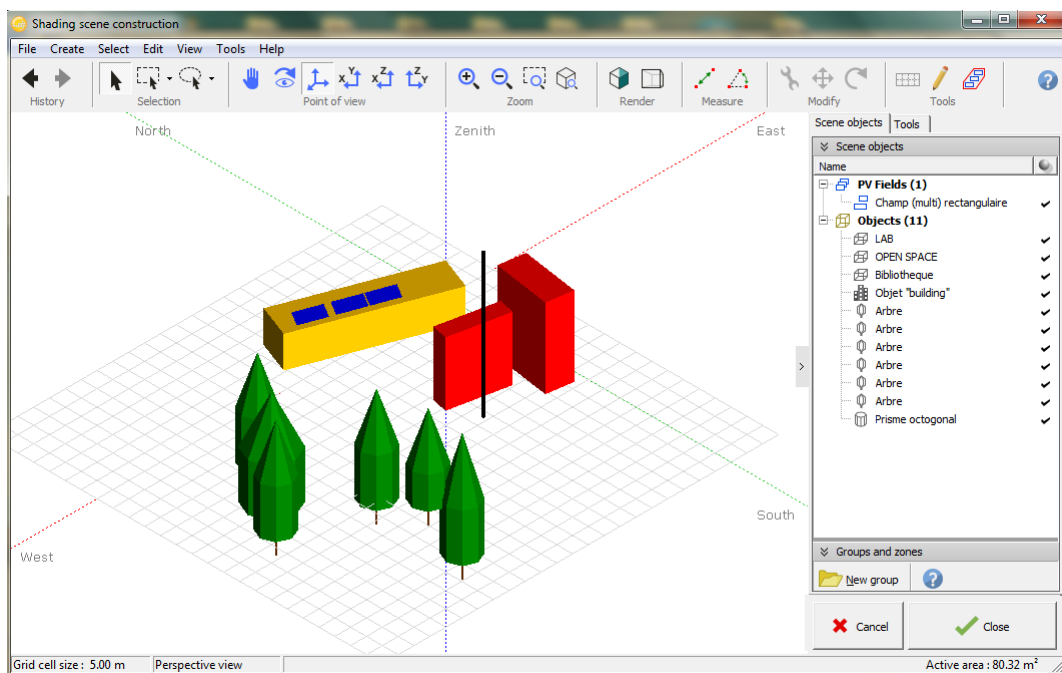 Shading scene construction
File Create Select Edit View Tools Help
History Selection Point of view Zoom Render Measure Modify Tools
North
Zenith
East
South
West
Scene objects Tools
Scene objects
Name
PV Fields (1)
Champ (multi) rectangulaire
Objects (11)
LAB
OPEN SPACE
Bibliotheque
Objet "building"
Arbre
Arbre
Arbre
Arbre
Arbre
Arbre
Prisme octogonal
Groups and zones
New group
Cancel Close
Grid cell size : 5.00 m Perspective view Active area : 80.32 m²